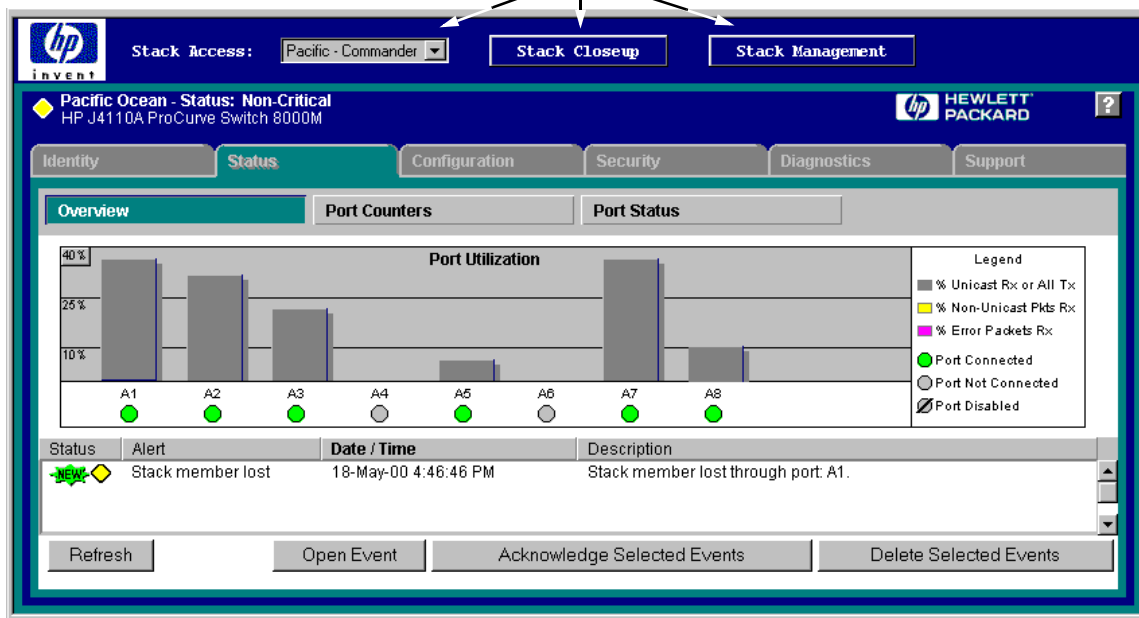 hp
invent
Stack Access: Pacific - Commander Stack Closeup Stack Management
Pacific Ocean - Status: Non-Critical
HP J4110A ProCurve Switch 8000M
hp HEWLETT
PACKARD
?
Identity Status Configuration Security Diagnostics Support
Overview Port Counters Port Status
Port Utilization
40%
25%
10%
A1 A2 A3 A4 A5 A6 A7 A8
Legend
% Unicast Rx or All Tx
% Non-Unicast Pkts Rx
% Error Packets Rx
Port Connected
Port Not Connected
Port Disabled
Status Alert Date / Time Description
NEW Stack member lost 18-May-00 4:46:46 PM Stack member lost through port: A1.
Refresh Open Event Acknowledge Selected Events Delete Selected Events